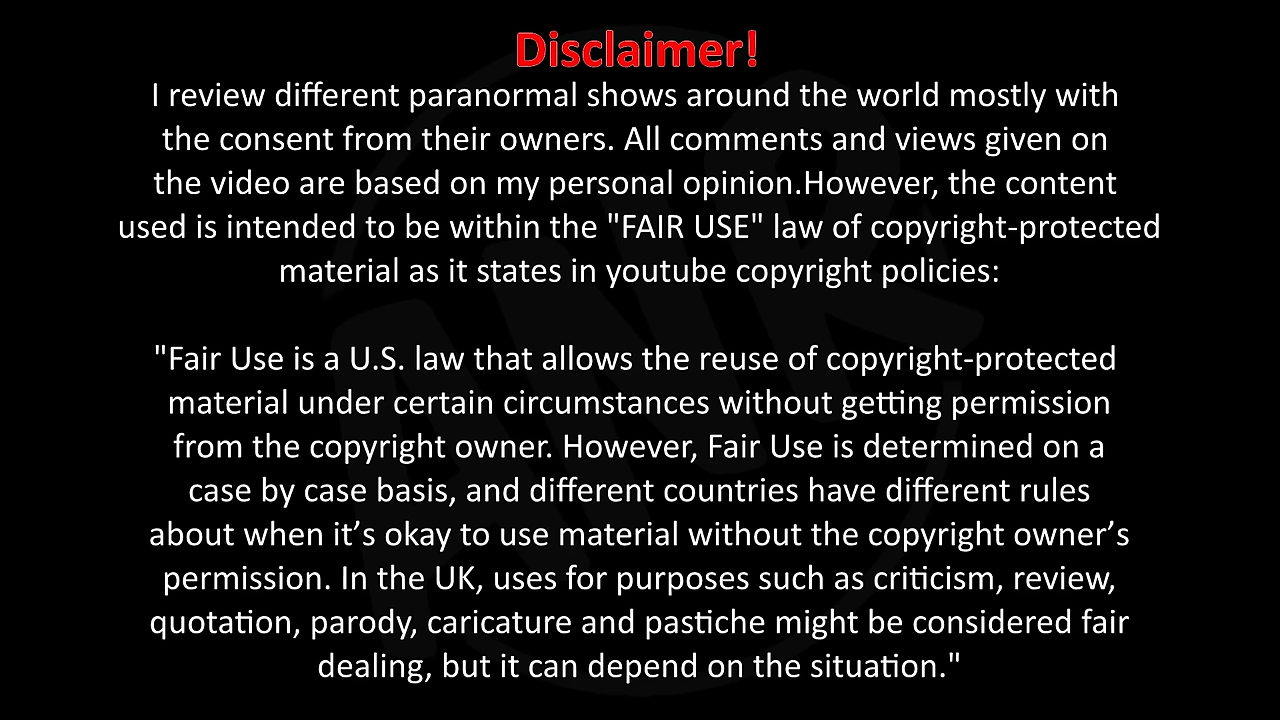 Disclaimer!
I review different paranormal shows around the world mostly with
the consent from their owners. All comments and views given on
the video are based on my personal opinion.However, the content
used is intended to be within the "FAIR USE" law of copyright-protected
material as it states in youtube copyright policies:
"Fair Use is a U.S. law that allows the reuse of copyright-protected
material under certain circumstances without getting permission
from the copyright owner. However, Fair Use is determined on a
case by case basis, and different countries have different rules
about when it’s okay to use material without the copyright owner’s
permission. In the UK, uses for purposes such as criticism, review,
quotation, parody, caricature and pastiche might be considered fair
dealing, but it can depend on the situation."
ANR